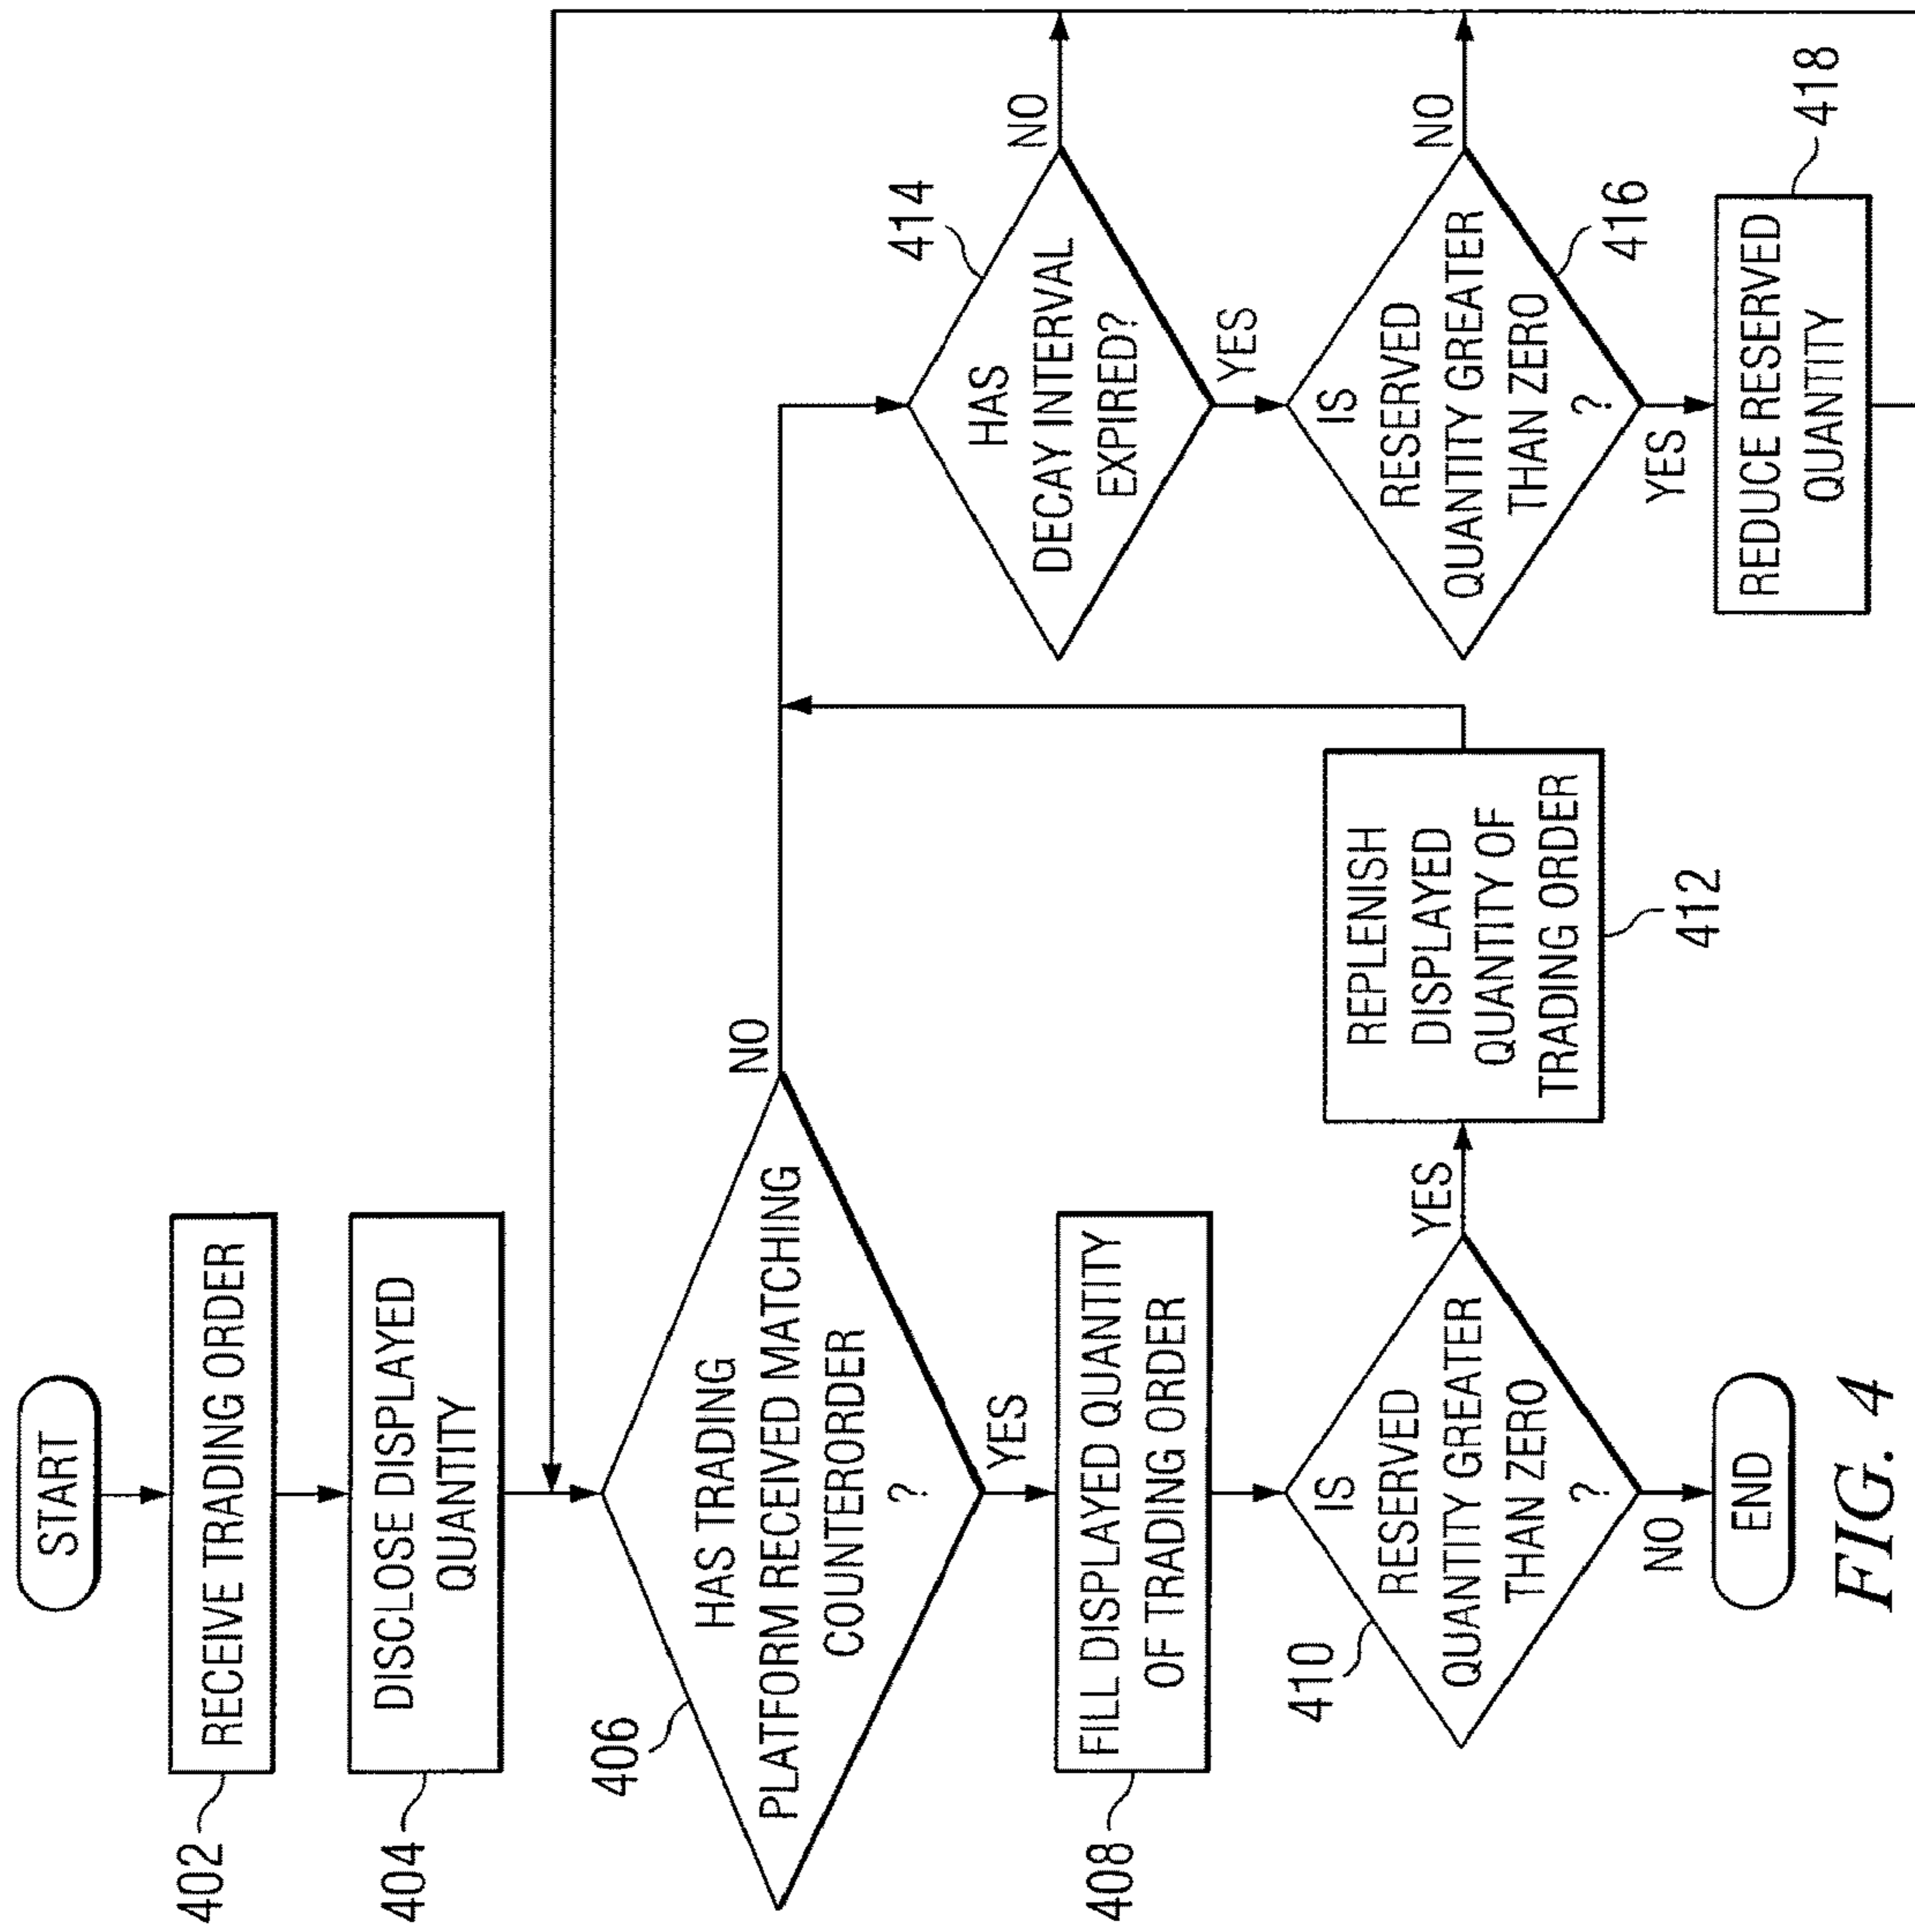 START
402
RECEIVE TRADING ORDER
404
DISCLOSE DISPLAYED
QUANTITY
406
HAS TRADING
PLATFORM RECEIVED MATCHING
COUNTERORDER
?
NO
YES
408
FILL DISPLAYED QUANTITY
OF TRADING ORDER
410
IS
RESERVED
QUANTITY GREATER
THAN ZERO
?
YES
NO
END
REPLENISH
DISPLAYED
QUANTITY OF
TRADING ORDER
412
414
HAS
DECAY INTERVAL
EXPIRED?
NO
YES
IS
RESERVED
QUANTITY GREATER
THAN ZERO
?
416
NO
YES
418
REDUCE RESERVED
QUANTITY
FIG. 4